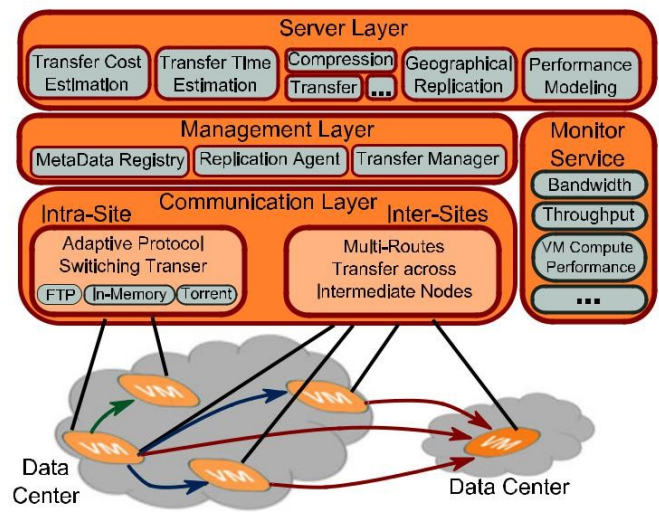 Server Layer
Transfer Cost
Estimation
Transfer Time
Estimation
Compression
Transfer
...
Geographical
Replication
Performance
Modeling
Management Layer
MetaData Registry
Replication Agent
Transfer Manager
Monitor
Service
Bandwidth
Throughput
VM Compute
Performance
...
Communication Layer
Intra-Site
Inter-Sites
Adaptive Protocol
Switiching Transer
FTP
In-Memory
Torrent
Multi-Routes
Transfer across
Intermediate Nodes
VM
VM
VM
VM
VM
Data
Center
Data Center